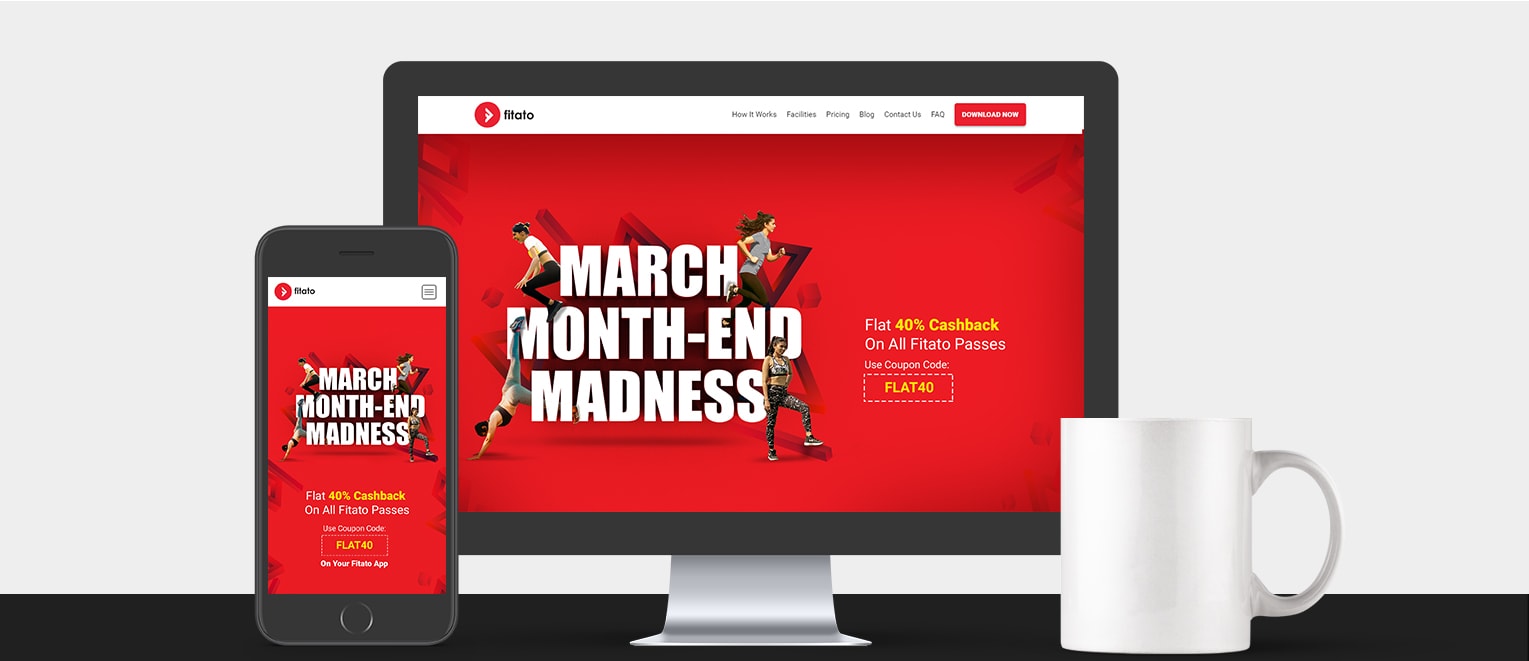 fitato
How It Works Facilities Pricing Blog Contact Us FAQ DOWNLOAD NOW
MARCH
MONTH-END
MADNESS
Flat 40% Cashback
On All Fitato Passes
Use Coupon Code:
FLAT40
fitato
MARCH
MONTH-END
MADNESS
Flat 40% Cashback
On All Fitato Passes
Use Coupon Code:
FLAT40
On Your Fitato App